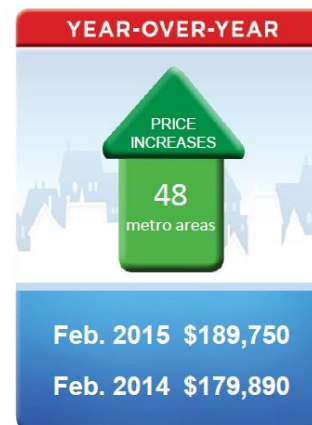 YEAR-OVER-YEAR
PRICE
INCREASES
48
metro areas
Feb. 2015 $189,750
Feb. 2014 $179,890